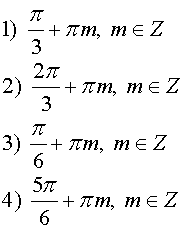 1) π/3 + πm, m ∈ Z
2) 2π/3 + πm, m ∈ Z
3) π/6 + πm, m ∈ Z
4) 5π/6 + πm, m ∈ Z